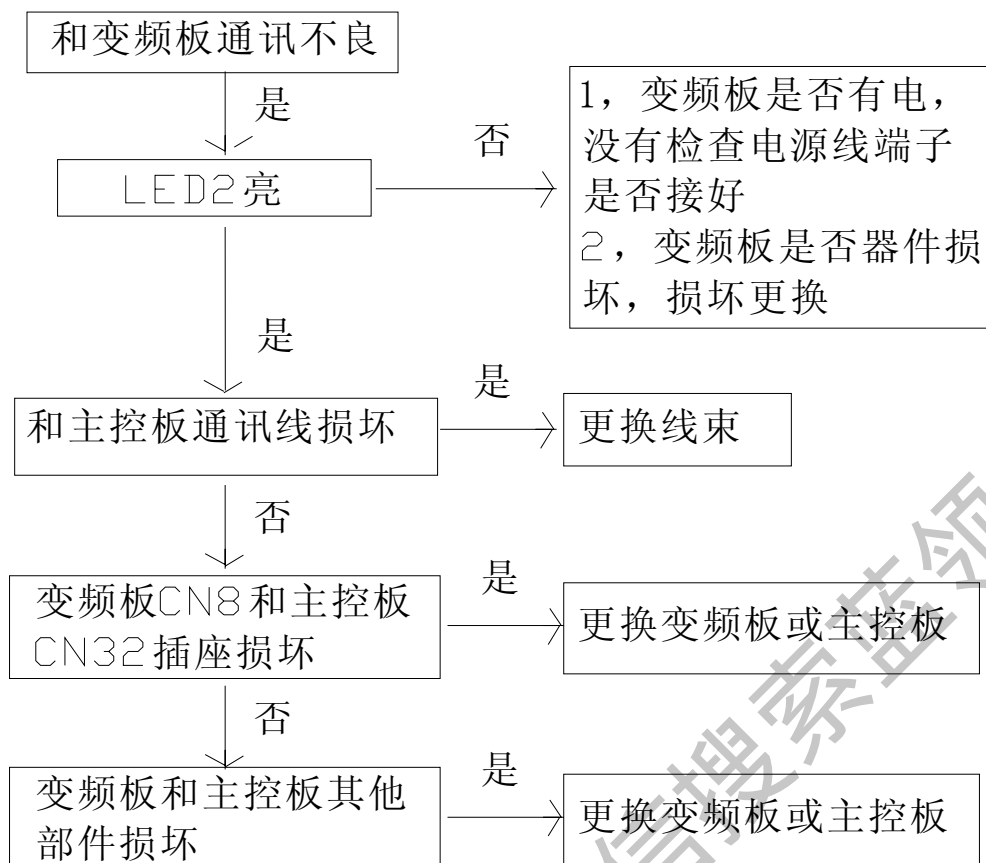 和变频板通讯不良
是
LED2亮
否
1，变频板是否有电，
没有检查电源线端子
是否接好
2，变频板是否器件损
坏，损坏更换
是
和主控板通讯线损坏
是
更换线束
否
变频板CN8和主控板
CN32插座损坏
是
更换变频板或主控板
否
变频板和主控板其他
部件损坏
是
更换变频板或主控板
信搜索蓝领